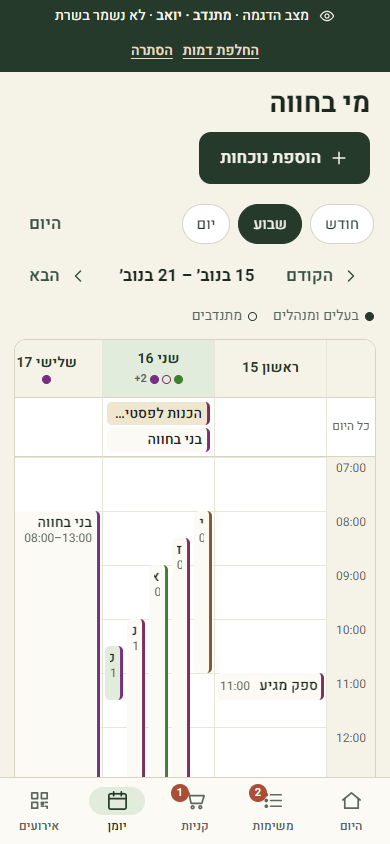 מצב הדגמה · מתנדב · יואב · לא נשמר בשרת
החלפת דמות הסתרה
מי בחווה
הוספת נוכחות
חודש שבוע יום היום
הקודם 15 בנוב׳ – 21 בנוב׳ הבא
בעלים ומנהלים מתנדבים
ראשון 15 שני 16 שלישי 17
+2
כל היום
הכנות לפסטי...
בני בחווה
07:00
08:00
בני בחווה
08:00–13:00
09:00
10:00
11:00
ספק מגיע 11:00
12:00
היום
משימות 2
קניות 1
יומן
אירועים